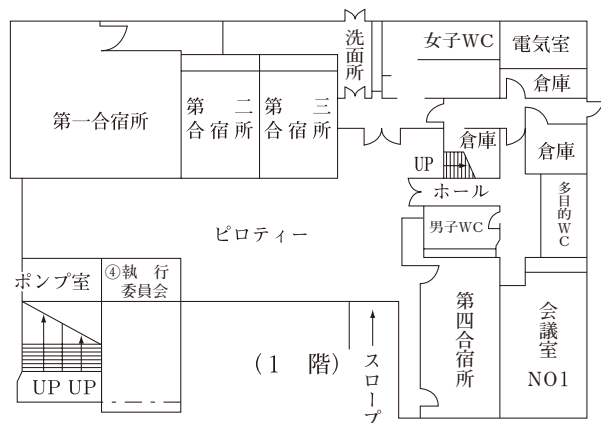 洗面所
女子WC
電気室
倉庫
第一合宿所
第二
合宿所
第三
合宿所
倉庫
倉庫
UP
ホール
多目的WC
男子WC
ピロティー
ポンプ室
④執行
委員会
第四合宿所
会議室
NO1
(1 階)
スロープ
UP UP